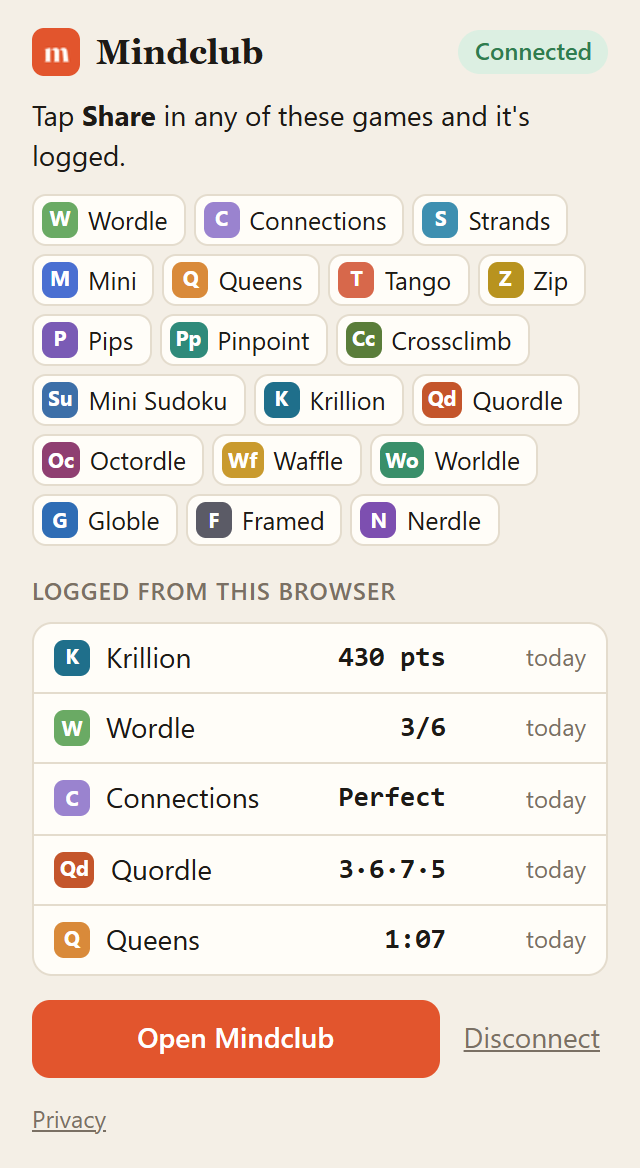 m Mindclub Connected
Tap Share in any of these games and it's
logged.
W Wordle C Connections S Strands
M Mini Q Queens T Tango Z Zip
P Pips Pp Pinpoint Cc Crossclimb
Su Mini Sudoku K Krillion Qd Quordle
Oc Octordle Wf Waffle Wo Worldle
G Globle F Framed N Nerdle
LOGGED FROM THIS BROWSER
K Krillion 430 pts today
W Wordle 3/6 today
C Connections Perfect today
Qd Quordle 3·6·7·5 today
Q Queens 1:07 today
Open Mindclub Disconnect
Privacy